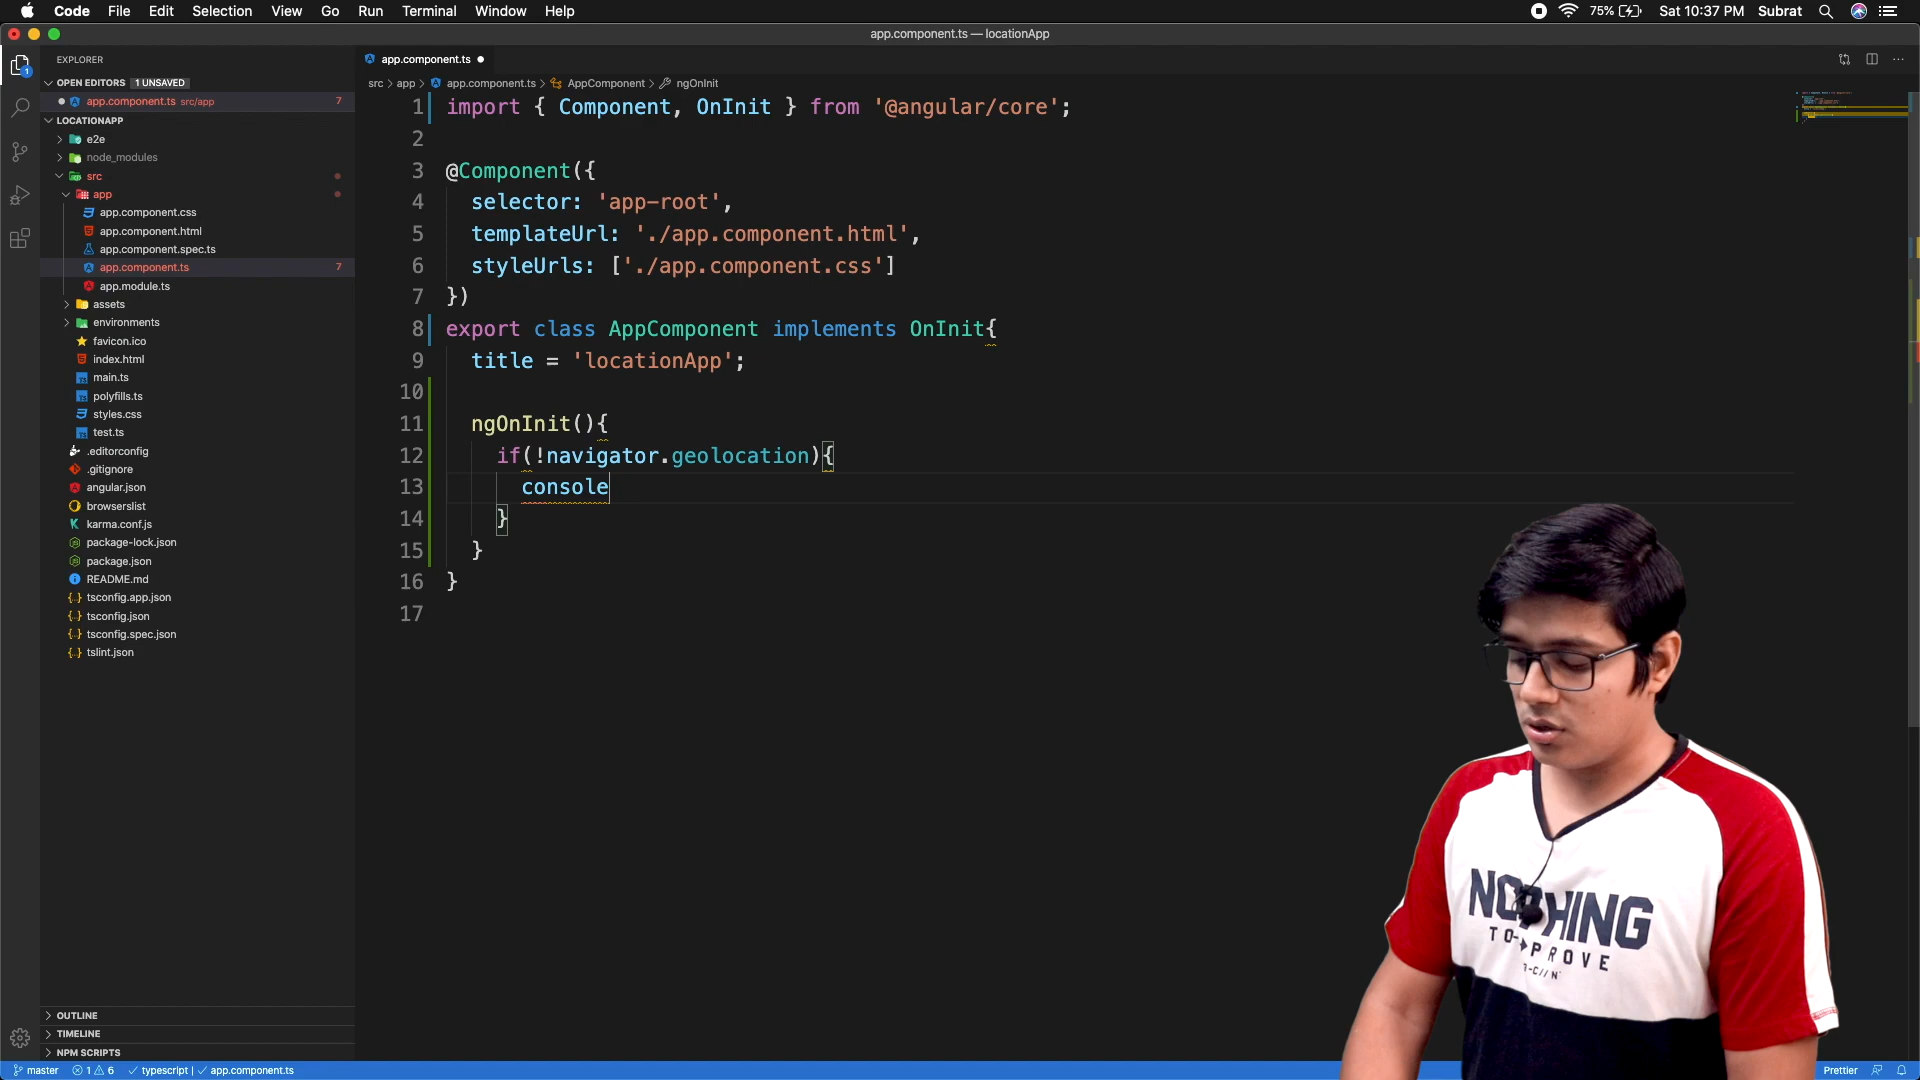 Code File Edit Selection View Go Run Terminal Window Help 75% Sat 10:37 PM Subrat
app.component.ts — locationApp
EXPLORER
OPEN EDITORS 1 UNSAVED
app.component.ts src/app 7
LOCATIONAPP
e2e
node_modules
src
app
app.component.css
app.component.html
app.component.spec.ts
app.component.ts 7
app.module.ts
assets
environments
favicon.ico
index.html
main.ts
polyfills.ts
styles.css
test.ts
.editorconfig
.gitignore
angular.json
browserslist
karma.conf.js
package-lock.json
package.json
README.md
tsconfig.app.json
tsconfig.json
tsconfig.spec.json
tslint.json
OUTLINE
TIMELINE
NPM SCRIPTS
app.component.ts
src > app > app.component.ts > AppComponent > ngOnInit
1 import { Component, OnInit } from '@angular/core';
2
3 @Component({
4 selector: 'app-root',
5 templateUrl: './app.component.html',
6 styleUrls: ['./app.component.css']
7 })
8 export class AppComponent implements OnInit{
9 title = 'locationApp';
10
11 ngOnInit(){
12 if(!navigator.geolocation){
13 console
14 }
15 }
16 }
17
NOTHING
TO PROVE
master 1 6 typescript | app.component.ts Prettier